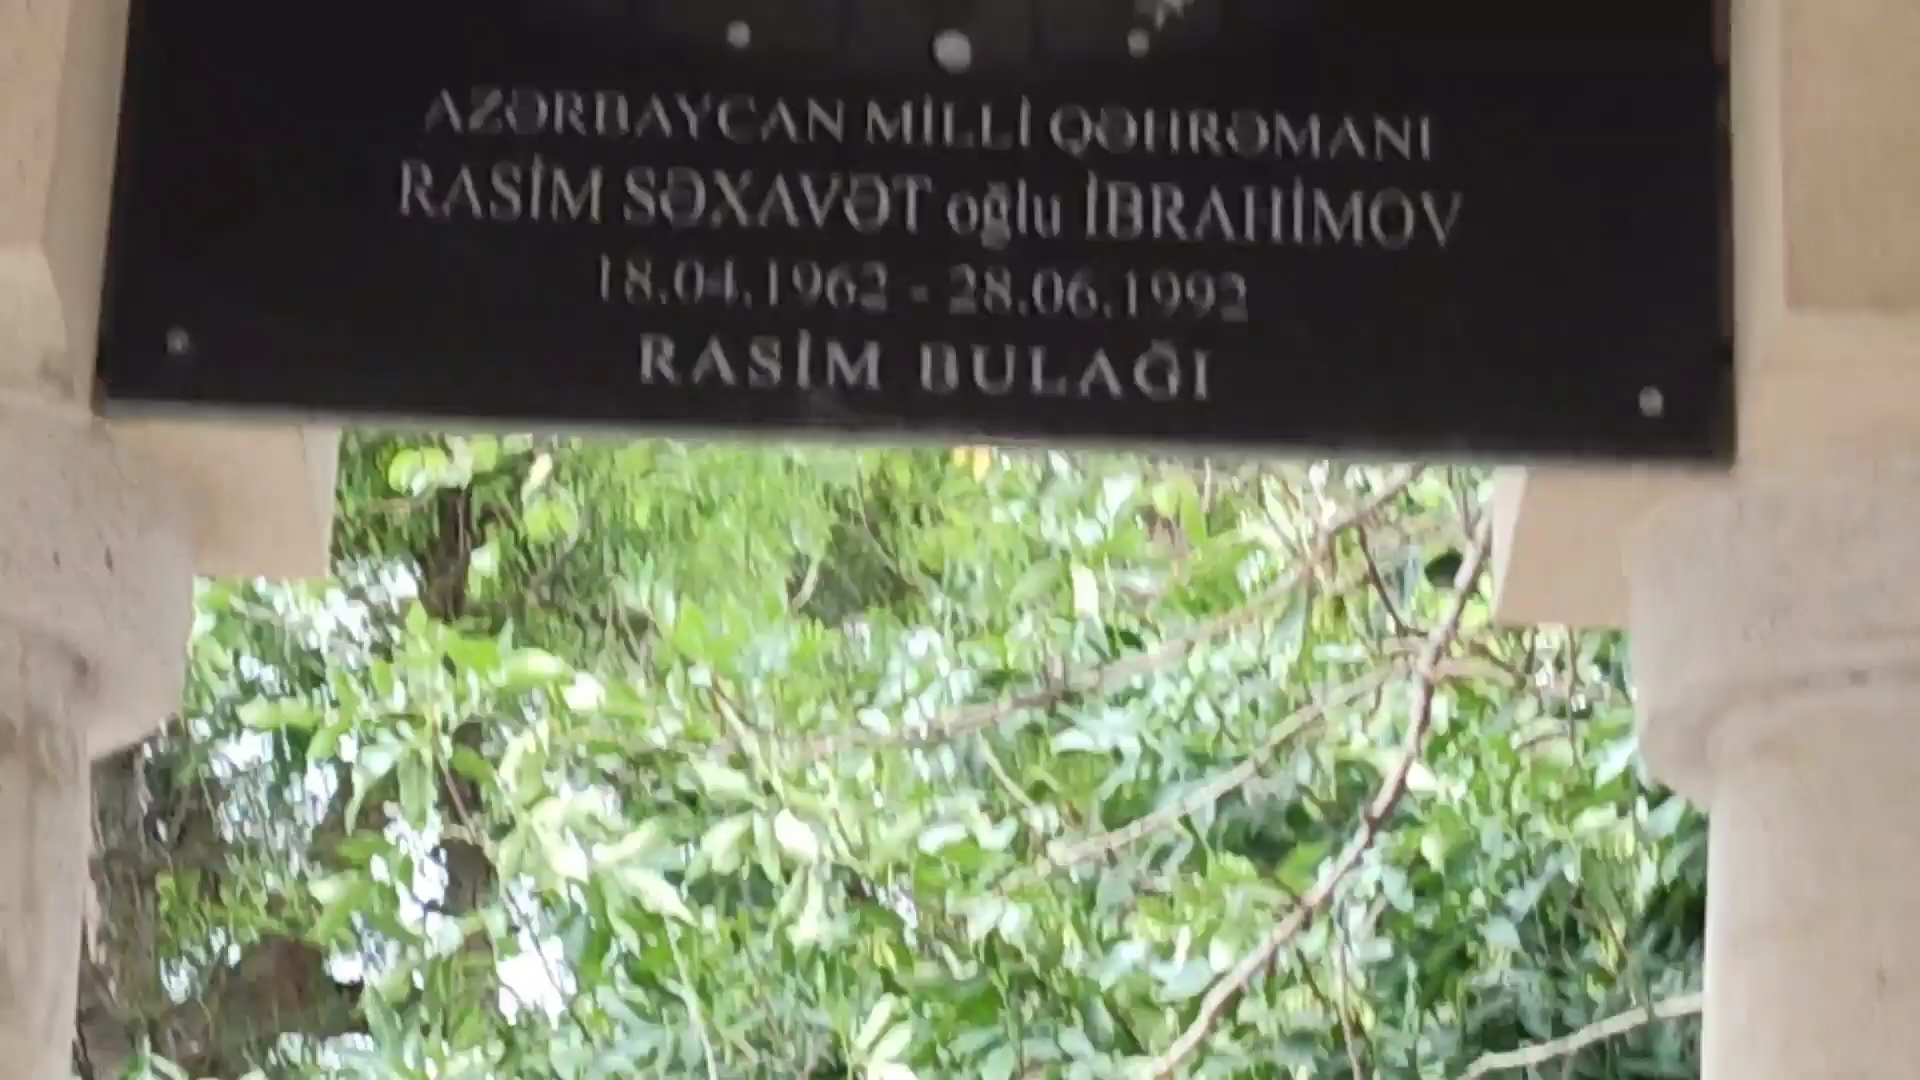 AZƏRBAYCAN MİLLİ QƏHRƏMANI
RASİM SƏXAVƏT oğlu İBRAHİMOV
18.04.1962 - 28.06.1992
RASİM BULAĞI